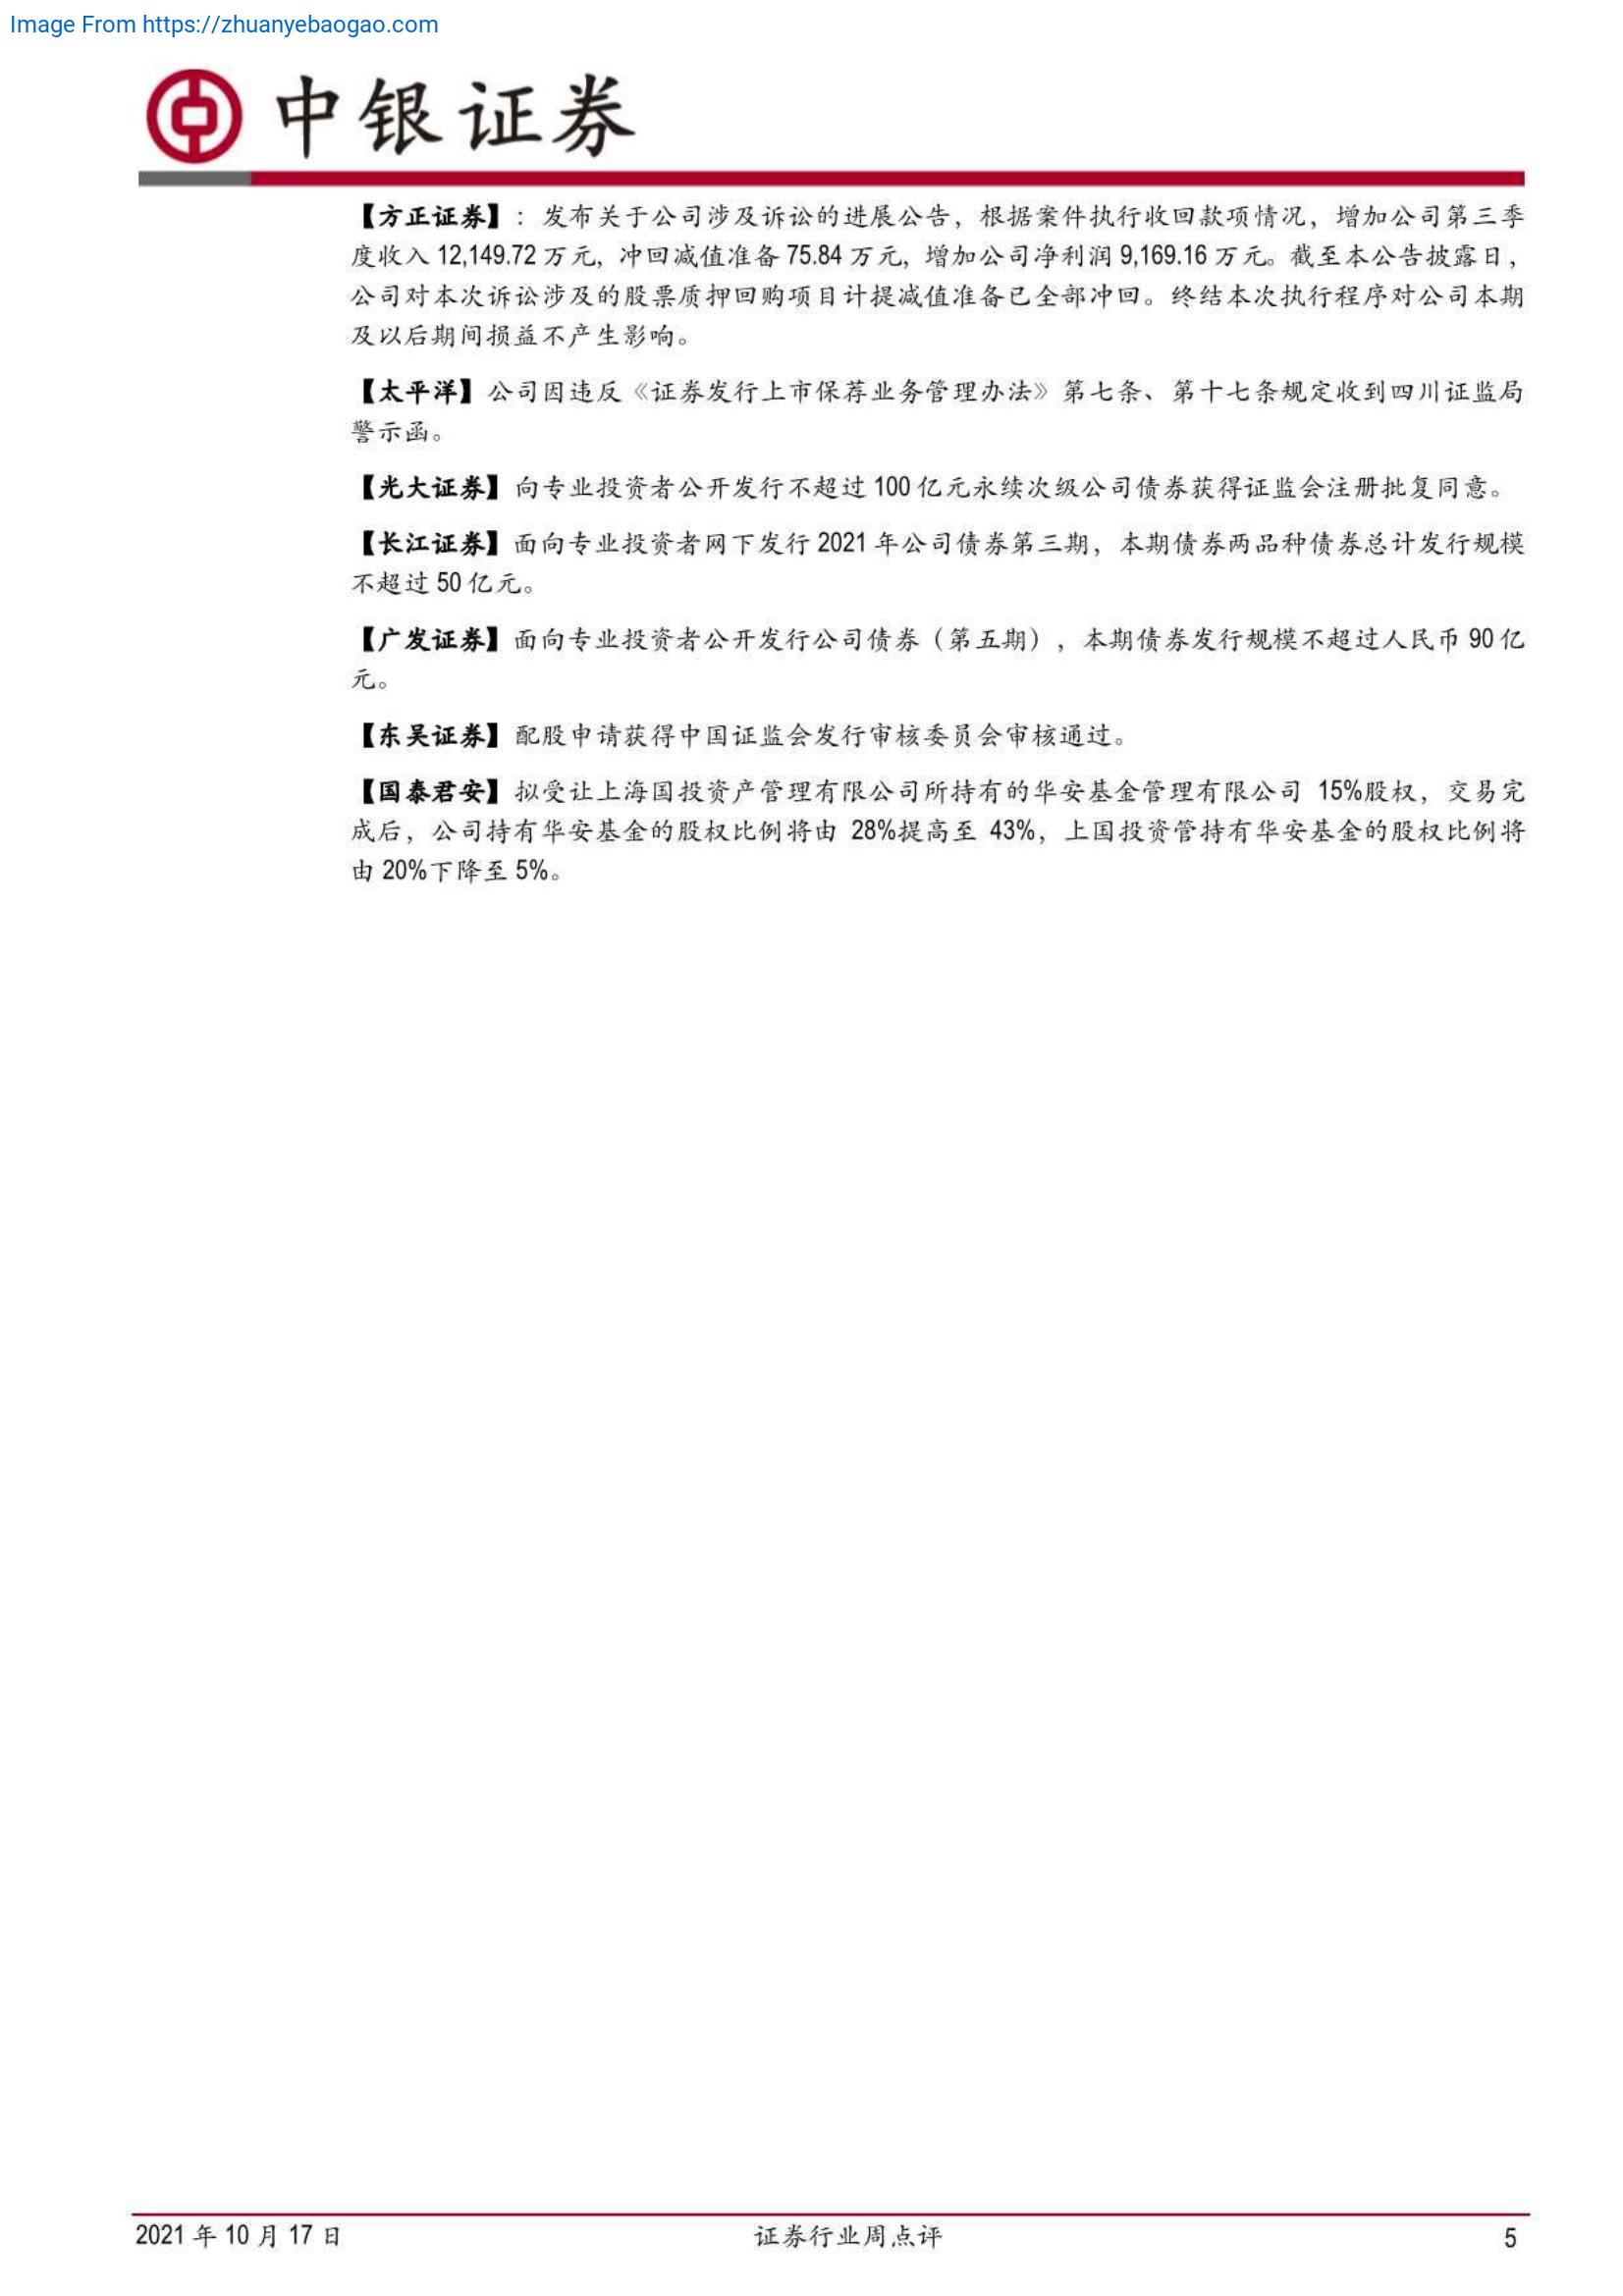 Image From https://zhuanyebaogao.com
中银证券
【方正证券】：发布关于公司涉及诉讼的进展公告，根据案件执行收回款项情况，增加公司第三季
度收入 12,149.72 万元，冲回减值准备 75.84 万元，增加公司净利润 9,169.16 万元。截至本公告披露日，
公司对本次诉讼涉及的股票质押回购项目计提减值准备已全部冲回。终结本次执行程序对公司本期
及以后期间损益不产生影响。
【太平洋】公司因违反《证券发行上市保荐业务管理办法》第七条、第十七条规定收到四川证监局
警示函。
【光大证券】向专业投资者公开发行不超过 100 亿元永续次级公司债券获得证监会注册批复同意。
【长江证券】面向专业投资者网下发行 2021 年公司债券第三期，本期债券两品种债券总计发行规模
不超过 50 亿元。
【广发证券】面向专业投资者公开发行公司债券（第五期），本期债券发行规模不超过人民币 90 亿
元。
【东吴证券】配股申请获得中国证监会发行审核委员会审核通过。
【国泰君安】拟受让上海国投资产管理有限公司所持有的华安基金管理有限公司 15%股权，交易完
成后，公司持有华安基金的股权比例将由 28%提高至 43%，上国投资管持有华安基金的股权比例将
由 20%下降至 5%。
2021 年 10 月 17 日 证券行业周点评 5